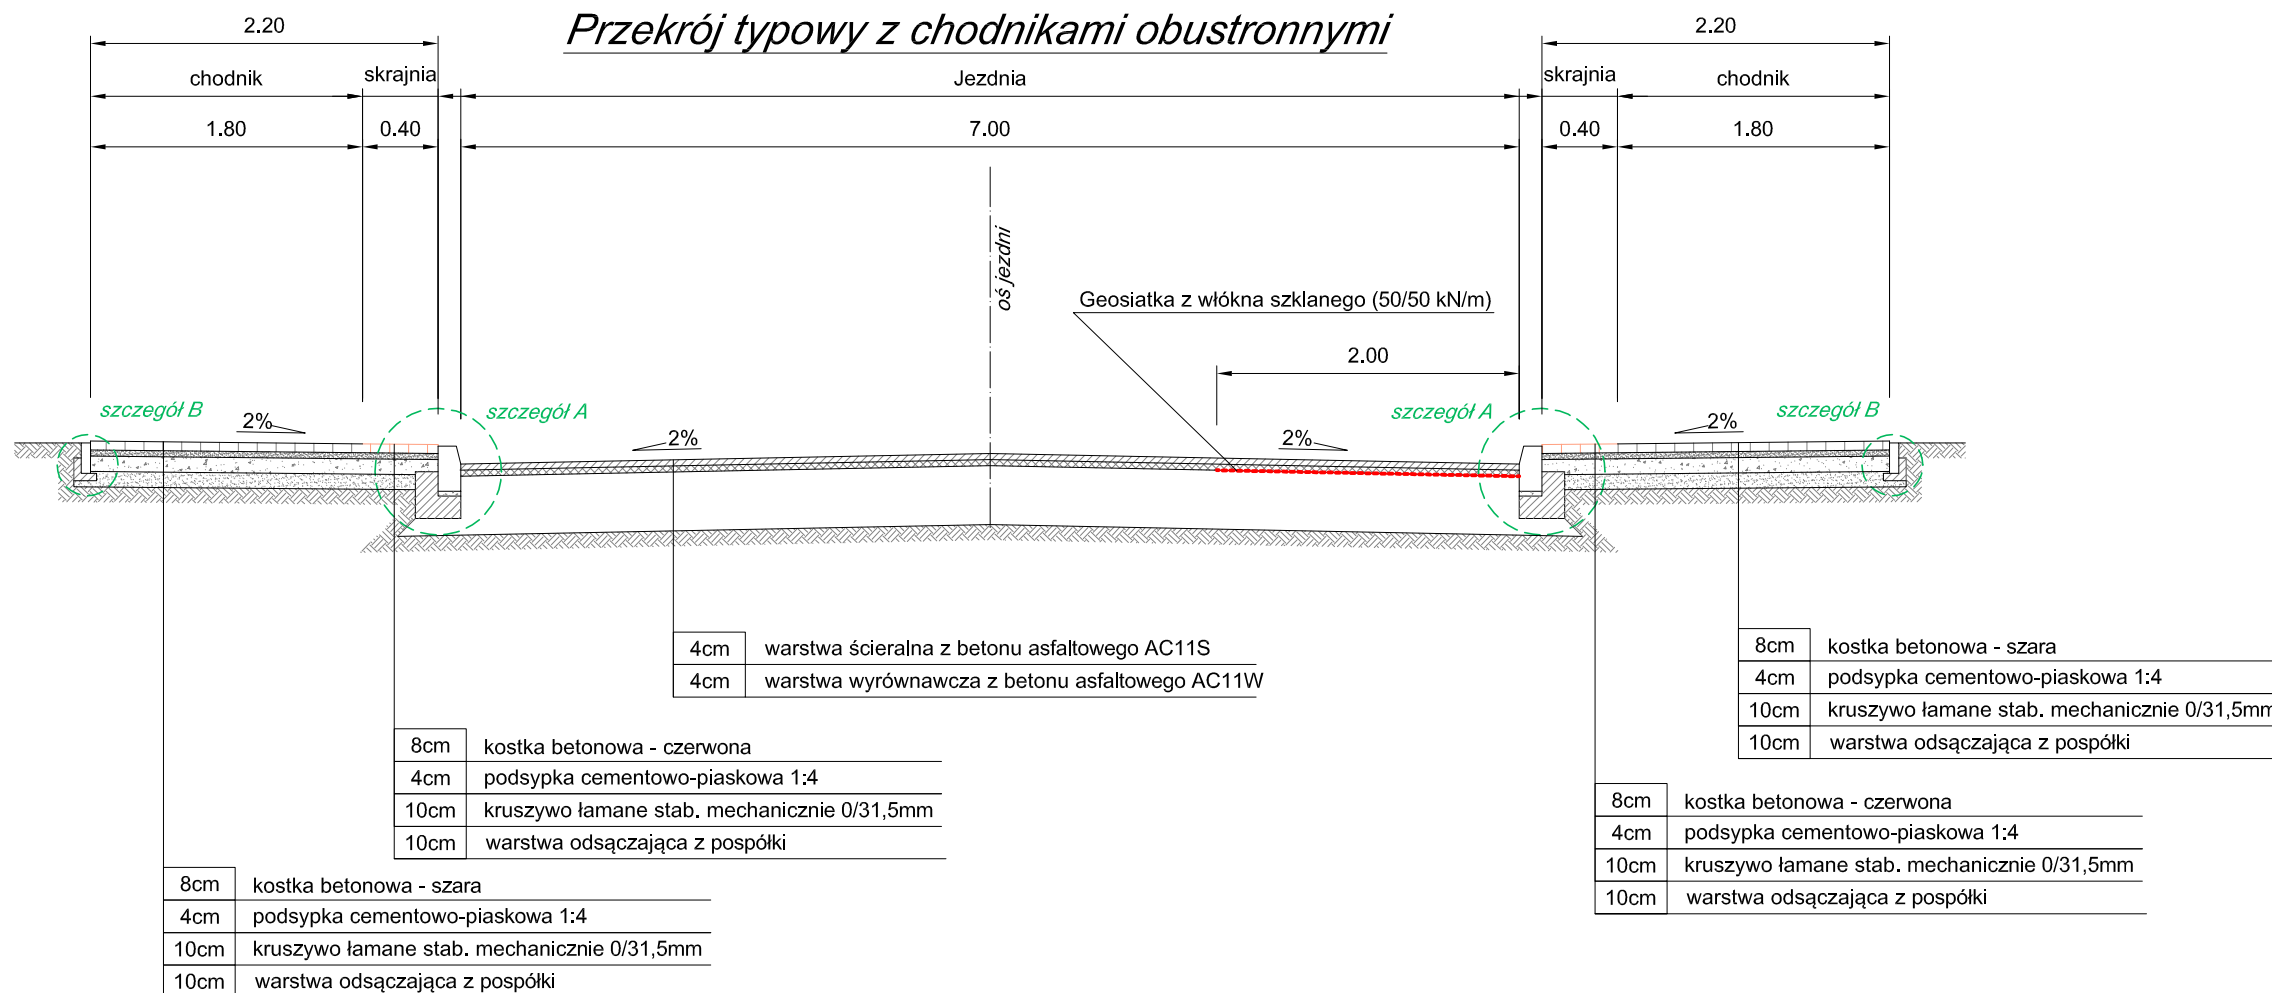 Przekrój typowy z chodnikami obustronnymi
2.20
2.20
chodnik
skrajnia
Jezdnia
skrajnia
chodnik
1.80
0.40
7.00
0.40
1.80
oś jezdni
Geosiatka z włókna szklanego (50/50 kN/m)
2.00
szczegół B
2%
szczegół A
2%
2%
szczegół A
2%
szczegół B
4cm warstwa ścieralna z betonu asfaltowego AC11S
4cm warstwa wyrównawcza z betonu asfaltowego AC11W
8cm kostka betonowa - szara
4cm podsypka cementowo-piaskowa 1:4
10cm kruszywo łamane stab. mechanicznie 0/31,5mm
10cm warstwa odsączająca z pospółki
8cm kostka betonowa - czerwona
4cm podsypka cementowo-piaskowa 1:4
10cm kruszywo łamane stab. mechanicznie 0/31,5mm
10cm warstwa odsączająca z pospółki
8cm kostka betonowa - czerwona
4cm podsypka cementowo-piaskowa 1:4
10cm kruszywo łamane stab. mechanicznie 0/31,5mm
10cm warstwa odsączająca z pospółki
8cm kostka betonowa - szara
4cm podsypka cementowo-piaskowa 1:4
10cm kruszywo łamane stab. mechanicznie 0/31,5mm
10cm warstwa odsączająca z pospółki